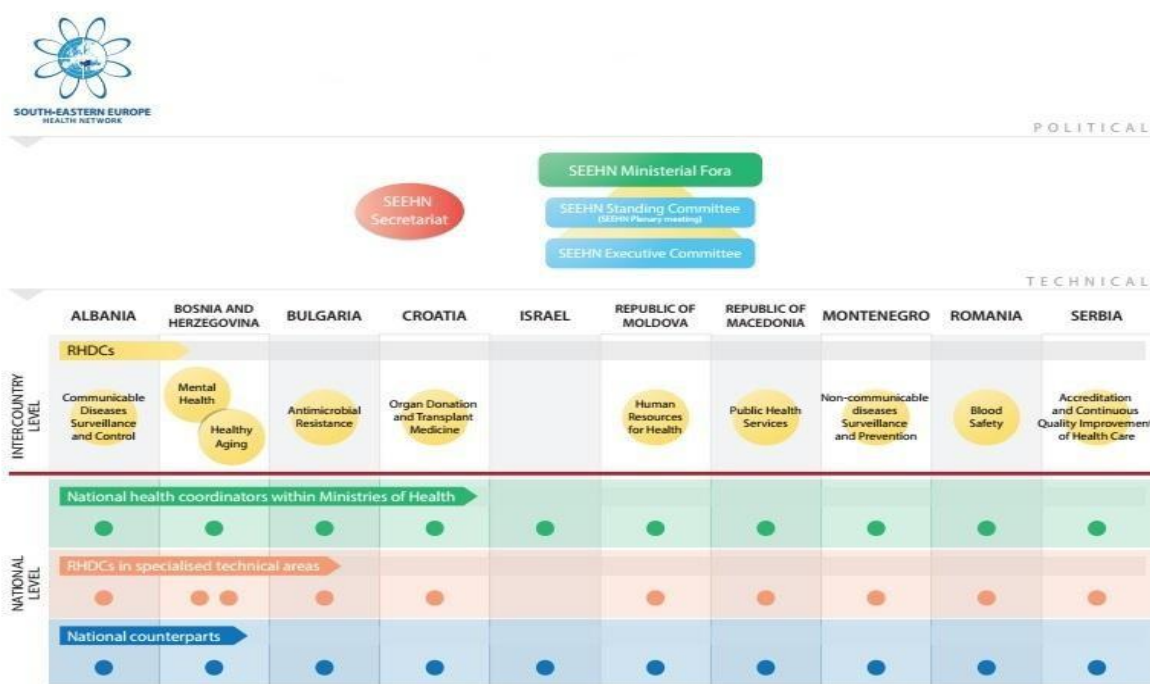 SOUTH-EASTERN EUROPE
HEALTH NETWORK
POLITICAL
SEEHN Ministerial Fora
SEEHN
Secretariat
SEEHN Standing Committee
(SEEHN Plenary meeting)
SEEHN Executive Committee
TECHNICAL
ALBANIA
BOSNIA AND
HERZEGOVINA
BULGARIA
CROATIA
ISRAEL
REPUBLIC OF
MOLDOVA
REPUBLIC OF
MACEDONIA
MONTENEGRO
ROMANIA
SERBIA
INTERCOUNTRY
LEVEL
RHDCs
Communicable
Diseases
Surveillance
and Control
Mental
Health
Healthy
Aging
Antimicrobial
Resistance
Organ Donation
and Transplant
Medicine
Human
Resources
for Health
Public Health
Services
Non-communicable
diseases
Surveillance
and Prevention
Blood
Safety
Accreditation
and Continuous
Quality Improvement
of Health Care
NATIONAL
LEVEL
National health coordinators within Ministries of Health
RHDCs in specialised technical areas
National counterparts